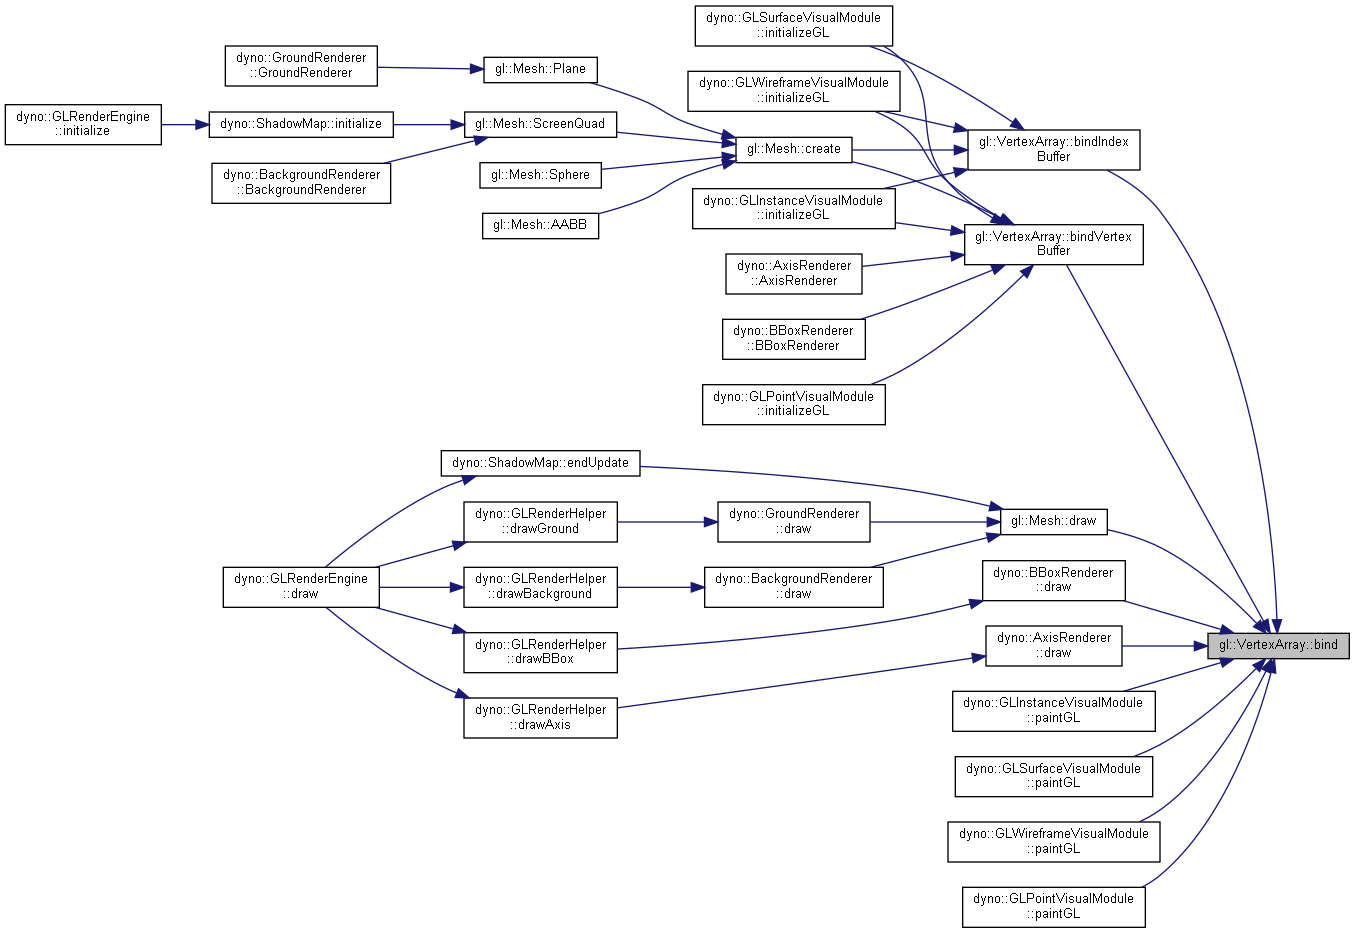 dyno::GLSurfaceVisualModule
::initializeGL
dyno::GroundRenderer
::GroundRenderer
gl::Mesh::Plane
dyno::GLWireframeVisualModule
::initializeGL
dyno::GLRenderEngine
::initialize
dyno::ShadowMap::initialize
gl::Mesh::ScreenQuad
gl::Mesh::create
gl::VertexArray::bindIndex
Buffer
dyno::BackgroundRenderer
::BackgroundRenderer
gl::Mesh::Sphere
dyno::GLInstanceVisualModule
::initializeGL
gl::Mesh::AABB
gl::VertexArray::bindVertex
Buffer
dyno::AxisRenderer
::AxisRenderer
dyno::BBoxRenderer
::BBoxRenderer
dyno::GLPointVisualModule
::initializeGL
dyno::ShadowMap::endUpdate
dyno::GLRenderHelper
::drawGround
dyno::GroundRenderer
::draw
gl::Mesh::draw
dyno::GLRenderEngine
::draw
dyno::GLRenderHelper
::drawBackground
dyno::BackgroundRenderer
::draw
dyno::BBoxRenderer
::draw
dyno::GLRenderHelper
::drawBBox
dyno::AxisRenderer
::draw
gl::VertexArray::bind
dyno::GLRenderHelper
::drawAxis
dyno::GLInstanceVisualModule
::paintGL
dyno::GLSurfaceVisualModule
::paintGL
dyno::GLWireframeVisualModule
::paintGL
dyno::GLPointVisualModule
::paintGL